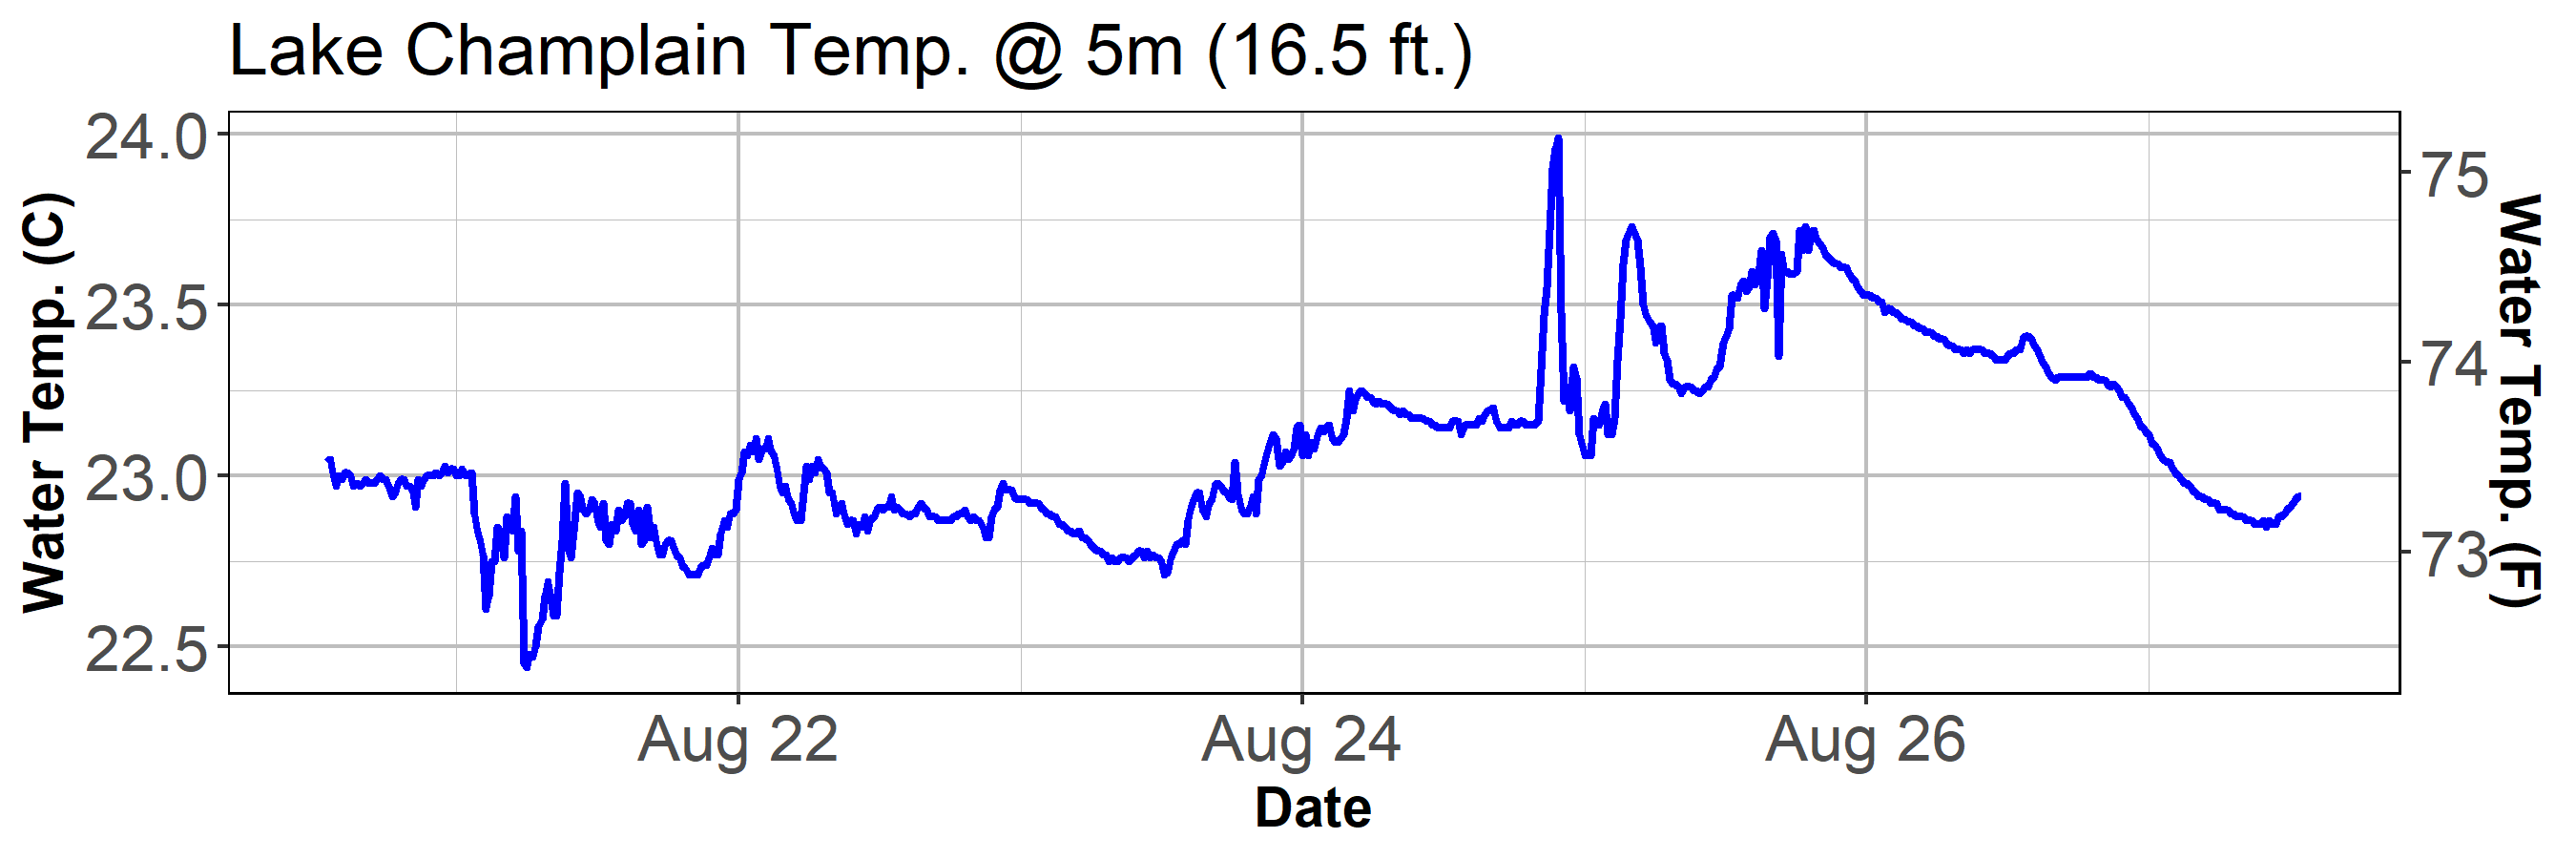 Lake Champlain Temp. @ 5m (16.5 ft.)
Water Temp. (C)
24.0
23.5
23.0
22.5
75
74
73
Water Temp. (F)
Aug 22
Aug 24
Aug 26
Date